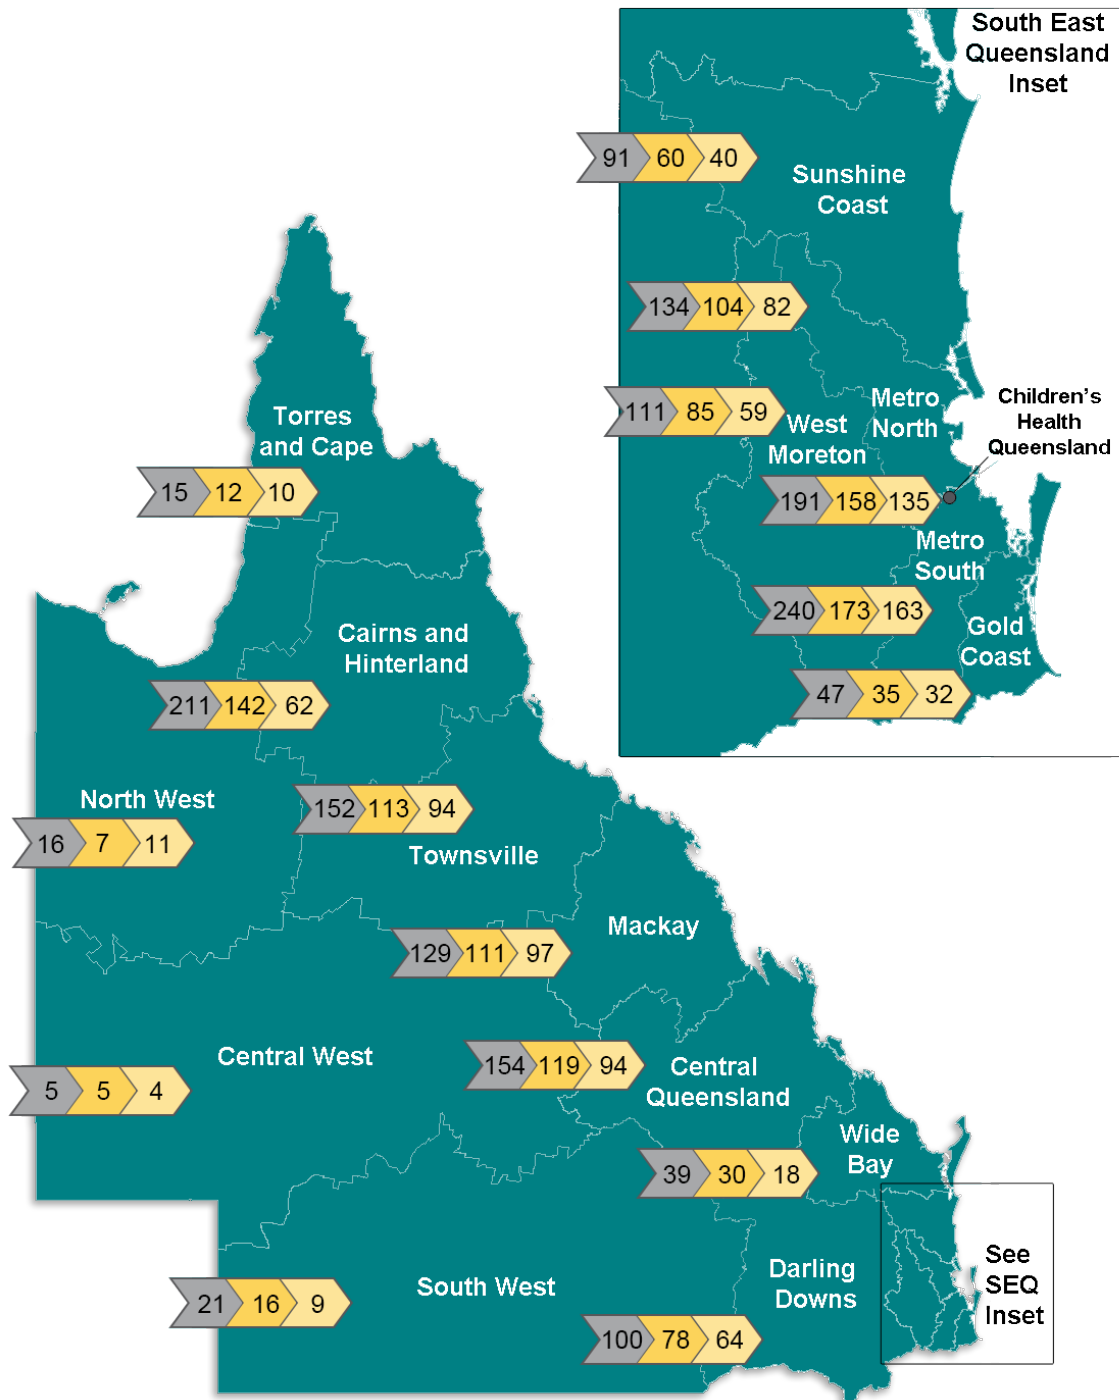 South East
Queensland
Inset
91 60 40
Sunshine
Coast
134 104 82
111 85 59
Metro
North
West
Moreton
Children's
Health
Queensland
191 158 135
Metro
South
240 173 163
Gold
Coast
47 35 32
Torres
and Cape
15 12 10
Cairns and
Hinterland
211 142 62
North West
16 7 11
152 113 94
Townsville
Mackay
129 111 97
Central West
5 5 4
154 119 94
Central
Queensland
Wide
Bay
39 30 18
South West
21 16 9
Darling
Downs
100 78 64
See
SEQ
Inset